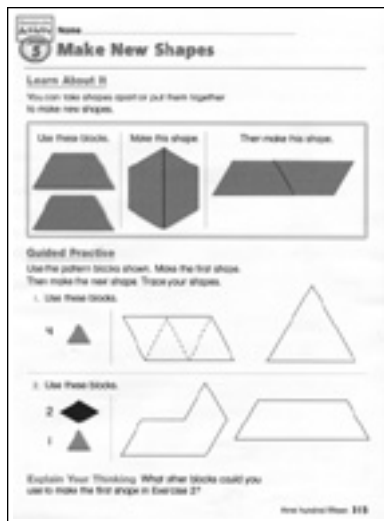 Activity Name
5 Make New Shapes
Learn About It
You can take shapes apart or put them together
to make new shapes.
Use these blocks. Make this shape. Then make this shape.
Guided Practice
Use the pattern blocks shown. Make the first shape.
Then make the new shape. Trace your shapes.
1. Use these blocks.
4
2. Use these blocks.
2
1
Explain Your Thinking What other blocks could you
use to make the first shape in Exercise 2?
three hundred fifteen 315